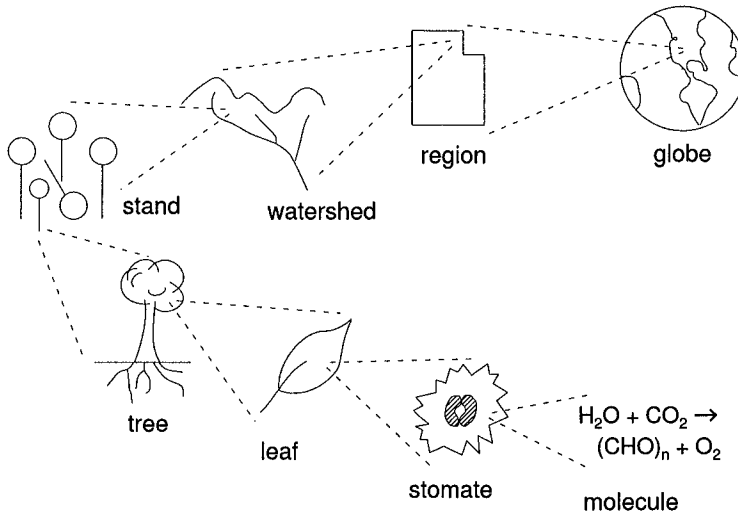 region
globe
stand
watershed
tree
leaf
stomate
H₂O + CO₂ →
(CHO)ₙ + O₂
molecule